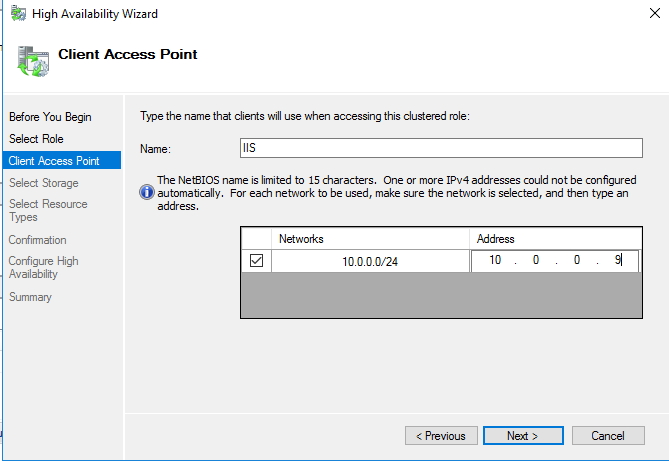 High Availability Wizard
Client Access Point
Before You Begin
Select Role
Client Access Point
Select Storage
Select Resource
Types
Confirmation
Configure High
Availability
Summary
Type the name that clients will use when accessing this clustered role:
Name:
IIS
The NetBIOS name is limited to 15 characters. One or more IPv4 addresses could not be configured
automatically. For each network to be used, make sure the network is selected, and then type an
address.
Networks Address
10.0.0.0/24 10 . 0 . 0 . 9
< Previous Next > Cancel